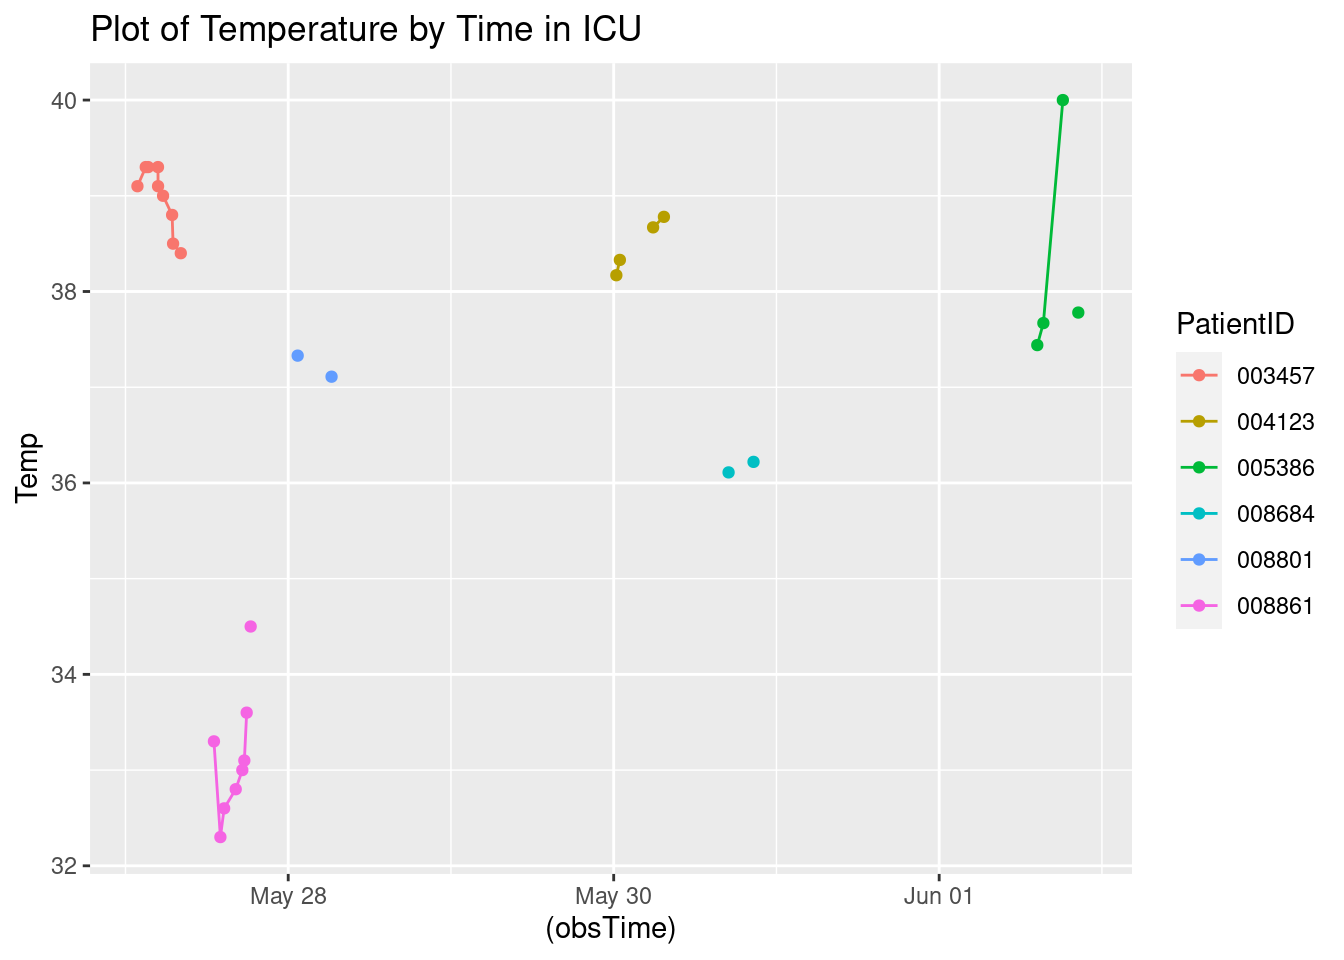 Plot of Temperature by Time in ICU
40
38
36
34
32
Temp
May 28
May 30
Jun 01
(obsTime)
PatientID
003457
004123
005386
008684
008801
008861